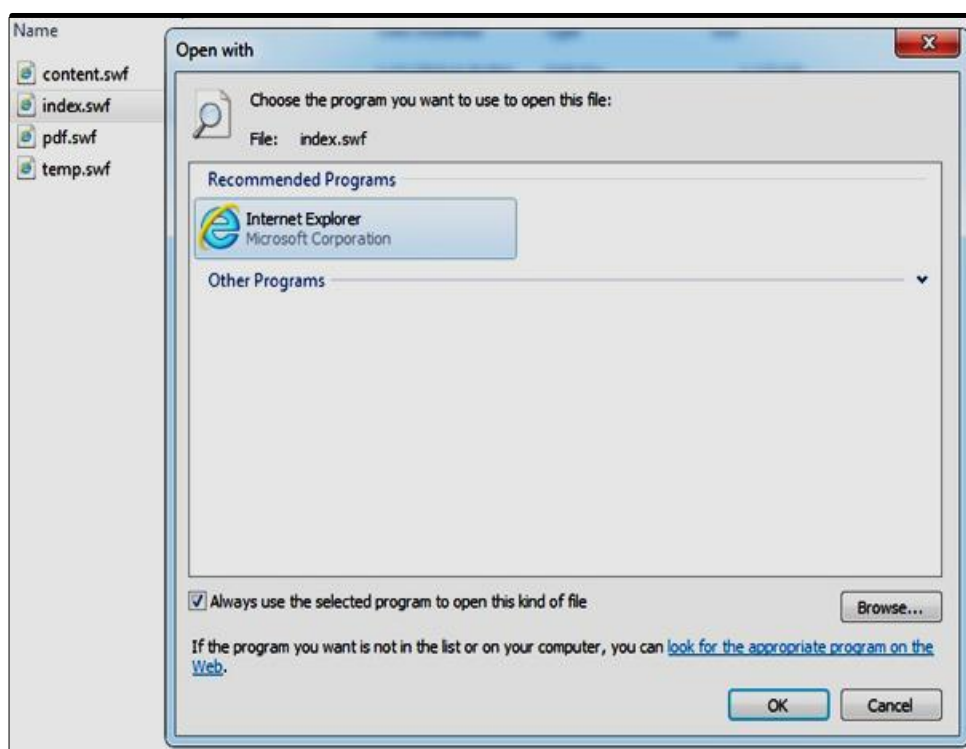 Name
content.swf
index.swf
pdf.swf
temp.swf
Open with
Choose the program you want to use to open this file:
File: index.swf
Recommended Programs
Internet Explorer
Microsoft Corporation
Other Programs
Always use the selected program to open this kind of file
Browse...
If the program you want is not in the list or on your computer, you can look for the appropriate program on the
Web.
OK
Cancel